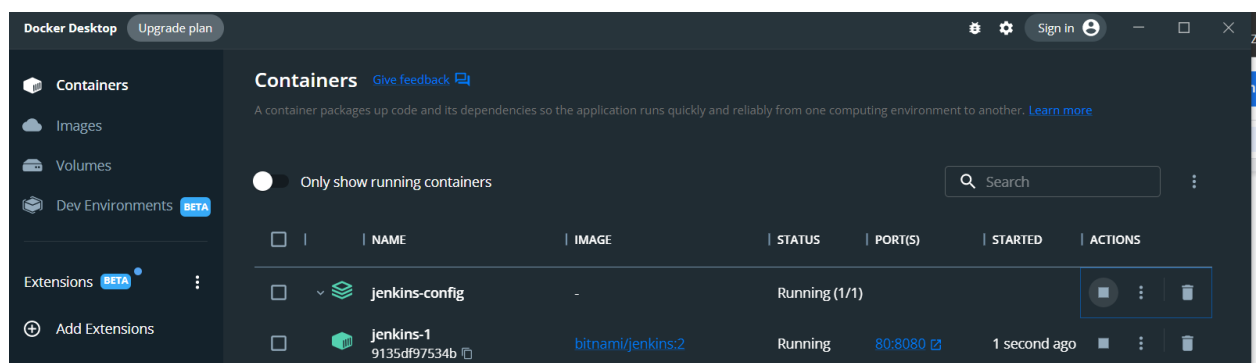 Docker Desktop Upgrade plan Sign in
Containers
Images
Volumes
Dev Environments BETA
Extensions BETA
Add Extensions
Containers Give feedback
A container packages up code and its dependencies so the application runs quickly and reliably from one computing environment to another. Learn more
Only show running containers
Search
NAME IMAGE STATUS PORT(S) STARTED ACTIONS
jenkins-config - Running (1/1)
jenkins-1 bitnami/jenkins:2 Running 80:8080 1 second ago
9135df97534b